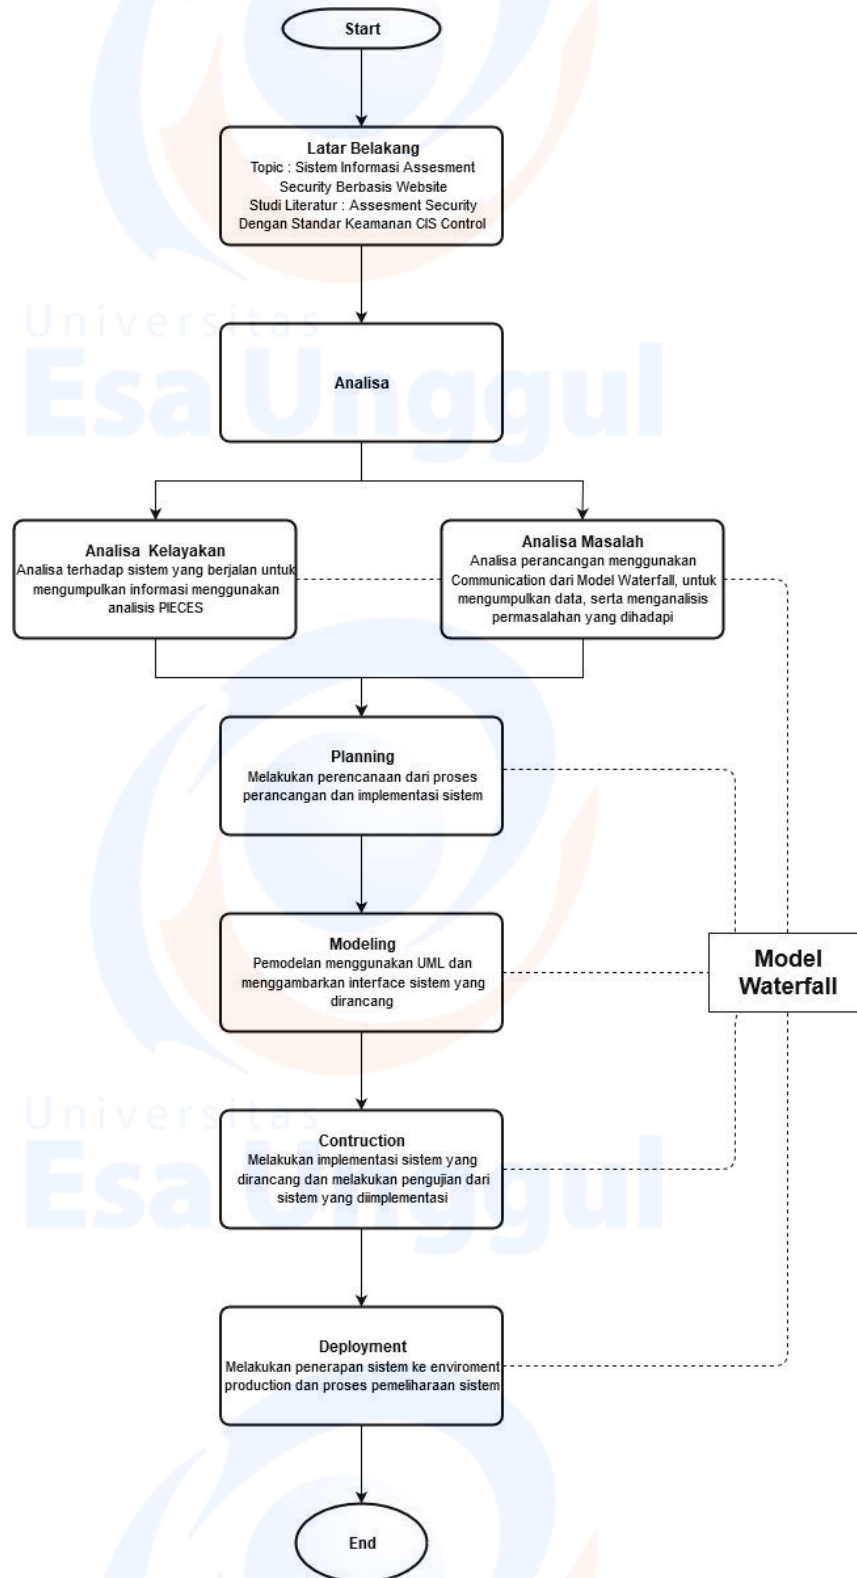 Start
Latar Belakang
Topic : Sistem Informasi Assesment
Security Berbasis Website
Studi Literatur : Assesment Security
Dengan Standar Keamanan CIS Control
Universitas
Esa Unggul
Analisa
Analisa Kelayakan
Analisa terhadap sistem yang berjalan untuk
mengumpulkan informasi menggunakan
analisis PIECES
Analisa Masalah
Analisa perancangan menggunakan
Communication dari Model Waterfall, untuk
mengumpulkan data, serta menganalisis
permasalahan yang dihadapi
Planning
Melakukan perencanaan dari proses
perancangan dan implementasi sistem
Modeling
Pemodelan menggunakan UML dan
menggambarkan interface sistem yang
dirancang
Model
Waterfall
Universitas
Esa Unggul
Contruction
Melakukan implementasi sistem yang
dirancang dan melakukan pengujian dari
sistem yang diimplementasi
Deployment
Melakukan penerapan sistem ke enviroment
production dan proses pemeliharaan sistem
End